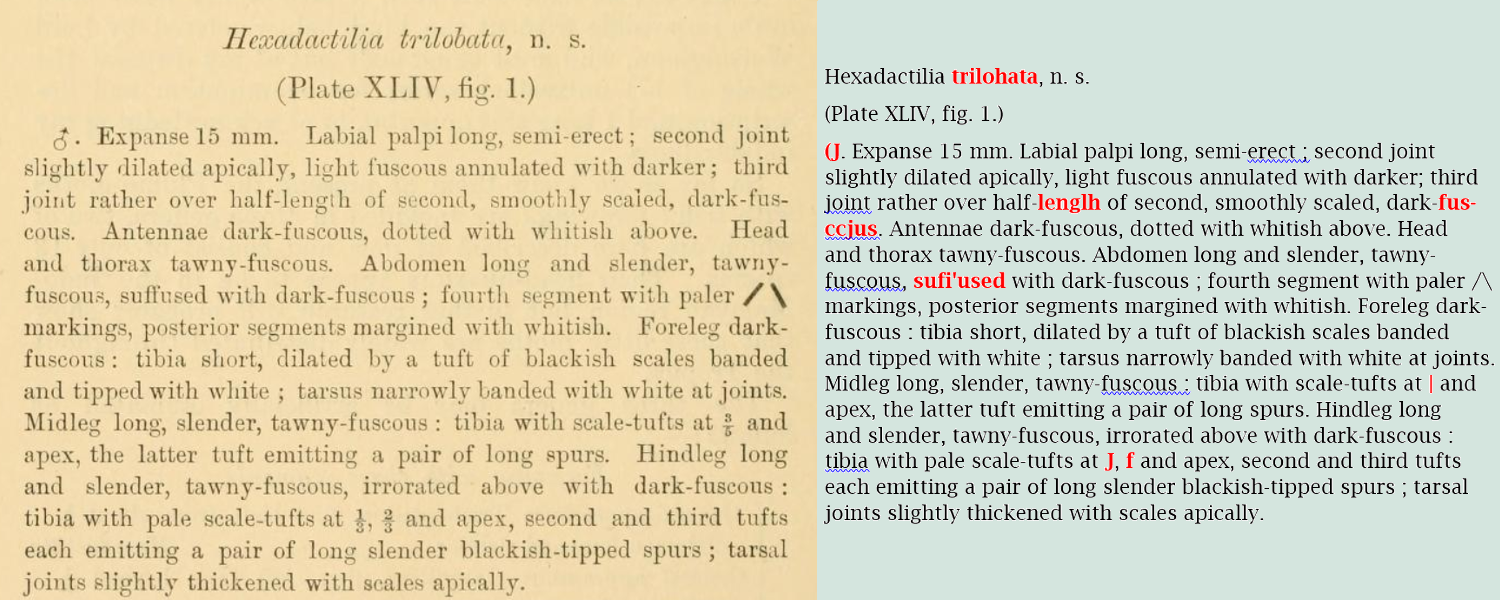 Hexadactilia trilobata, n. s.
(Plate XLIV, fig. 1.)
♂. Expanse 15 mm. Labial palpi long, semi-erect; second joint
slightly dilated apically, light fuscous annulated with darker; third
joint rather over half-length of second, smoothly scaled, dark-fus-
cous. Antennae dark-fuscous, dotted with whitish above. Head
and thorax tawny-fuscous. Abdomen long and slender, tawny-
fuscous, suffused with dark-fuscous; fourth segment with paler /\
markings, posterior segments margined with whitish. Foreleg dark-
fuscous: tibia short, dilated by a tuft of blackish scales banded
and tipped with white; tarsus narrowly banded with white at joints.
Midleg long, slender, tawny-fuscous: tibia with scale-tufts at ⅗ and
apex, the latter tuft emitting a pair of long spurs. Hindleg long
and slender, tawny-fuscous, irrorated above with dark-fuscous:
tibia with pale scale-tufts at ⅓, ⅔ and apex, second and third tufts
each emitting a pair of long slender blackish-tipped spurs; tarsal
joints slightly thickened with scales apically.
Hexadactilia trilohata, n. s.
(Plate XLIV, fig. 1.)
(J. Expanse 15 mm. Labial palpi long, semi-erect ; second joint
slightly dilated apically, light fuscous annulated with darker; third
joint rather over half-lenglh of second, smoothly scaled, dark-fus-
ccjus. Antennae dark-fuscous, dotted with whitish above. Head
and thorax tawny-fuscous. Abdomen long and slender, tawny-
fuscous, sufi'used with dark-fuscous ; fourth segment with paler /\
markings, posterior segments margined with whitish. Foreleg dark-
fuscous : tibia short, dilated by a tuft of blackish scales banded
and tipped with white ; tarsus narrowly banded with white at joints.
Midleg long, slender, tawny-fuscous : tibia with scale-tufts at | and
apex, the latter tuft emitting a pair of long spurs. Hindleg long
and slender, tawny-fuscous, irrorated above with dark-fuscous :
tibia with pale scale-tufts at J, f and apex, second and third tufts
each emitting a pair of long slender blackish-tipped spurs ; tarsal
joints slightly thickened with scales apically.